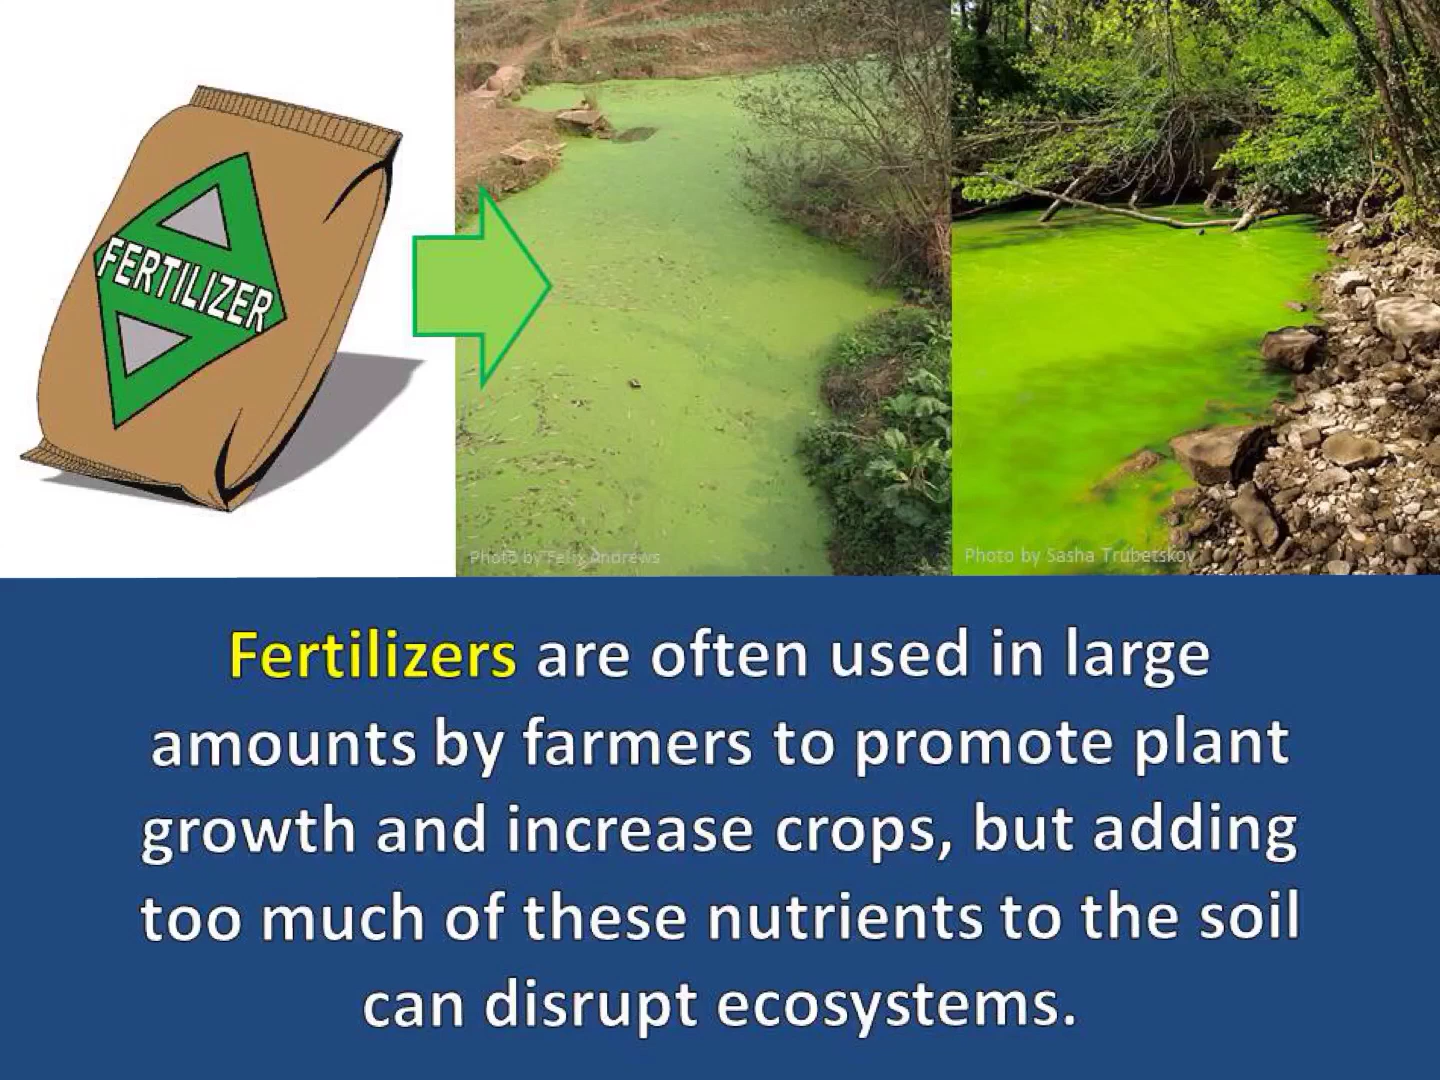 FERTILIZER
Photo by Felix Andrews
Photo by Sasha Trubetskoy
Fertilizers are often used in large
amounts by farmers to promote plant
growth and increase crops, but adding
too much of these nutrients to the soil
can disrupt ecosystems.